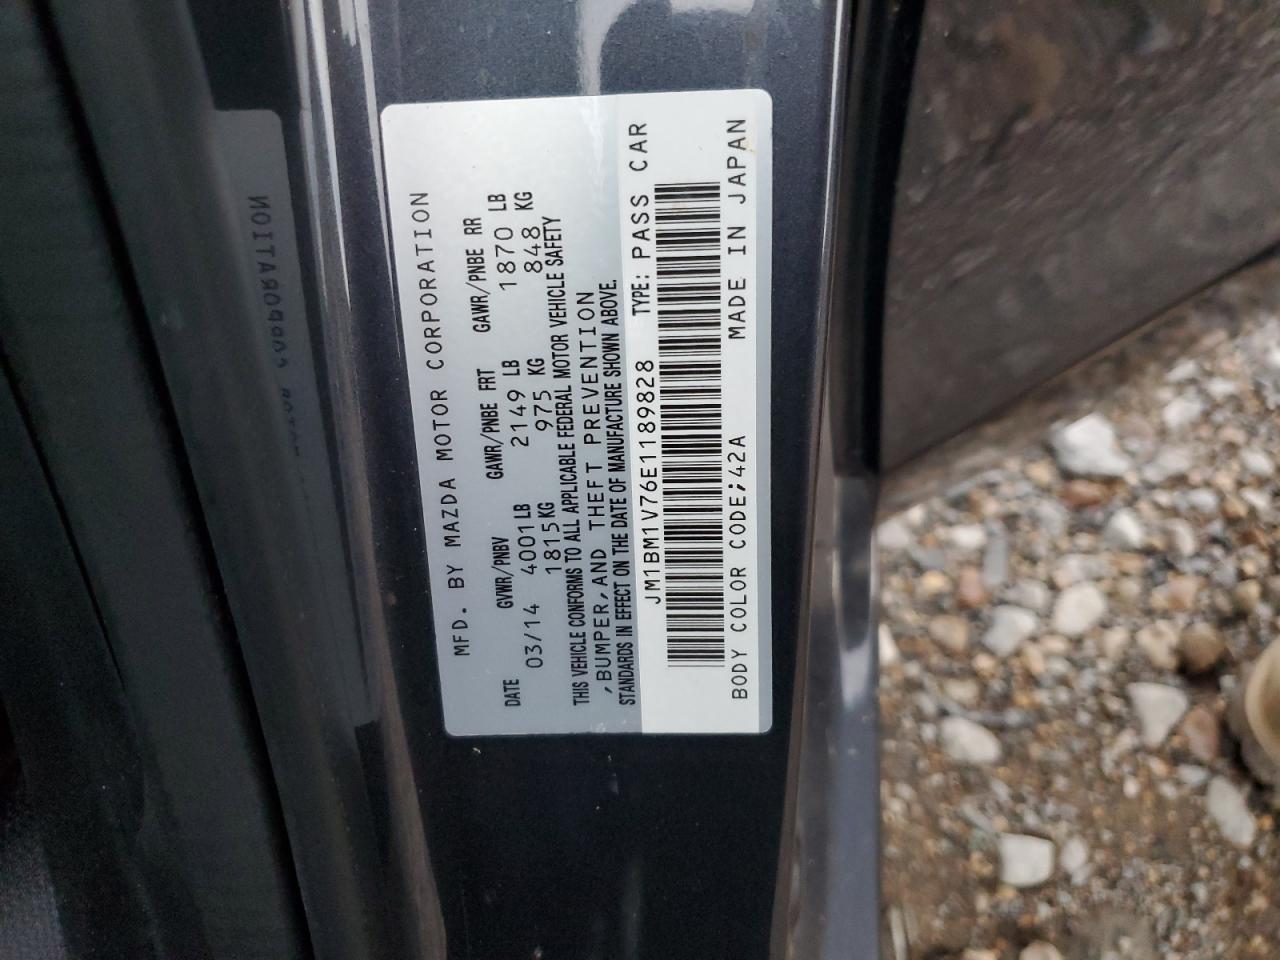 MFD. BY MAZDA MOTOR CORPORATION
DATE GVWR/PNBV GAWR/PNBE FRT GAWR/PNBE RR
03/14 4001LB 2149 LB 1870 LB
1815KG 975 KG 848 KG
THIS VEHICLE CONFORMS TO ALL APPLICABLE FEDERAL MOTOR VEHICLE SAFETY
,BUMPER,AND THEFT PREVENTION
STANDARDS IN EFFECT ON THE DATE OF MANUFACTURE SHOWN ABOVE.
JM1BM1V76E1189828 TYPE: PASS CAR
BODY COLOR CODE;42A MADE IN JAPAN